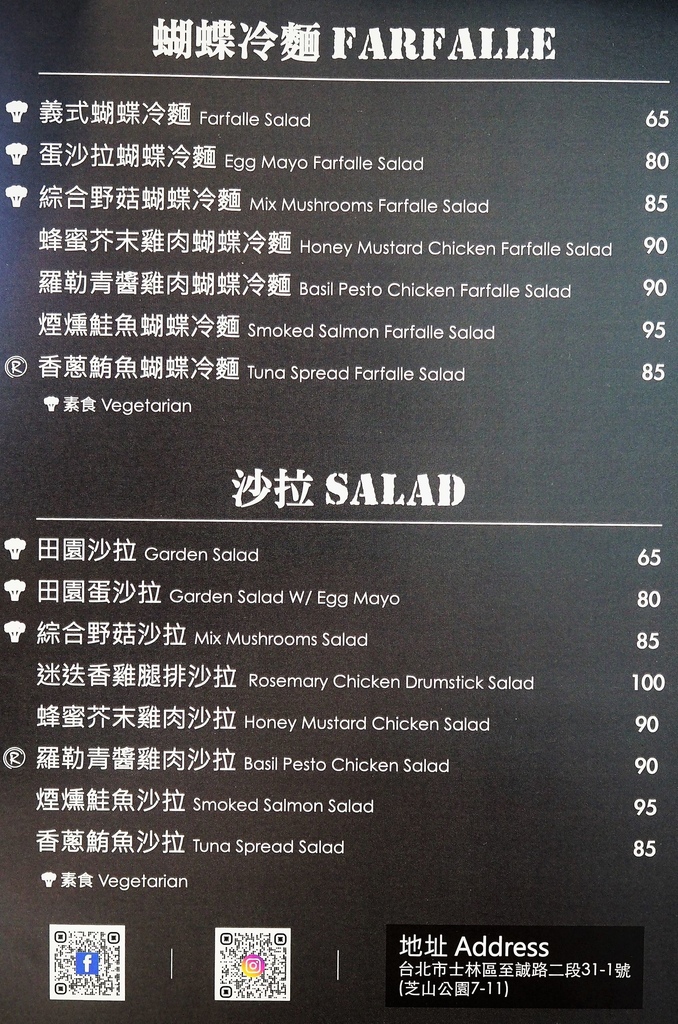 蝴蝶冷麵 FARFALLE
義式蝴蝶冷麵 Farfalle Salad 65
蛋沙拉蝴蝶冷麵 Egg Mayo Farfalle Salad 80
綜合野菇蝴蝶冷麵 Mix Mushrooms Farfalle Salad 85
蜂蜜芥末雞肉蝴蝶冷麵 Honey Mustard Chicken Farfalle Salad 90
羅勒青醬雞肉蝴蝶冷麵 Basil Pesto Chicken Farfalle Salad 90
煙燻鮭魚蝴蝶冷麵 Smoked Salmon Farfalle Salad 95
R 香蔥鮪魚蝴蝶冷麵 Tuna Spread Farfalle Salad 85
素食 Vegetarian
沙拉 SALAD
田園沙拉 Garden Salad 65
田園蛋沙拉 Garden Salad W/ Egg Mayo 80
綜合野菇沙拉 Mix Mushrooms Salad 85
迷迭香雞腿排沙拉 Rosemary Chicken Drumstick Salad 100
蜂蜜芥末雞肉沙拉 Honey Mustard Chicken Salad 90
R 羅勒青醬雞肉沙拉 Basil Pesto Chicken Salad 90
煙燻鮭魚沙拉 Smoked Salmon Salad 95
香蔥鮪魚沙拉 Tuna Spread Salad 85
素食 Vegetarian
地址 Address
台北市士林區至誠路二段31-1號
(芝山公園7-11)